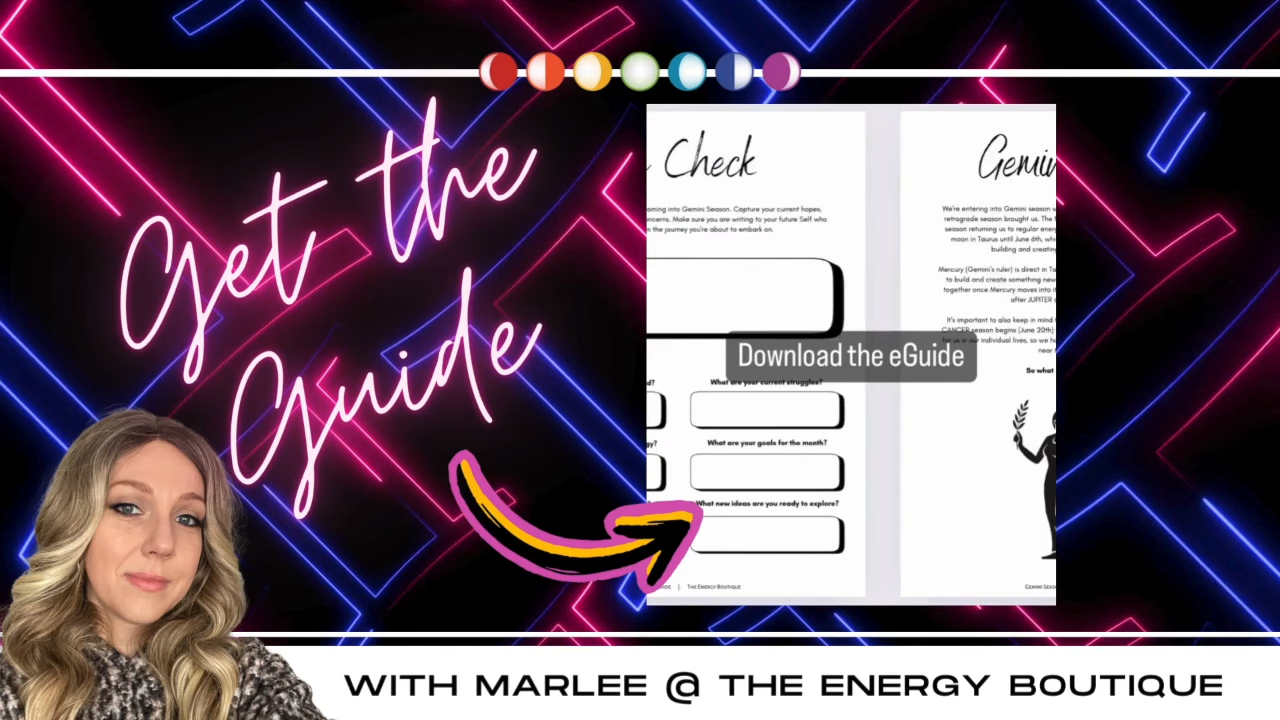 Get the
Guide
Check
oming into Gemini Season. Capture your current hopes,
ncerns. Make sure you are writing to your future Self who
n the journey you're about to embark on.
d?
What are your current struggles?
gy?
What are your goals for the month?
What new ideas are you ready to explore?
THE ENERGY BOUTIQUE
Gemin
We're entering into Gemini season
retrograde season brought us. The
season returning us to regular ener
moon in Taurus until June 6th, whi
building and creating
Mercury (Gemini's ruler) is direct in Ta
to build and create something new
together once Mercury moves into
after JUPITER
It's important to also keep in mind
CANCER season begins (June 20th)
for us in our individual lives, so we h
near
So what
GEMINI SEAS
Download the eGuide
WITH MARLEE @ THE ENERGY BOUTIQUE